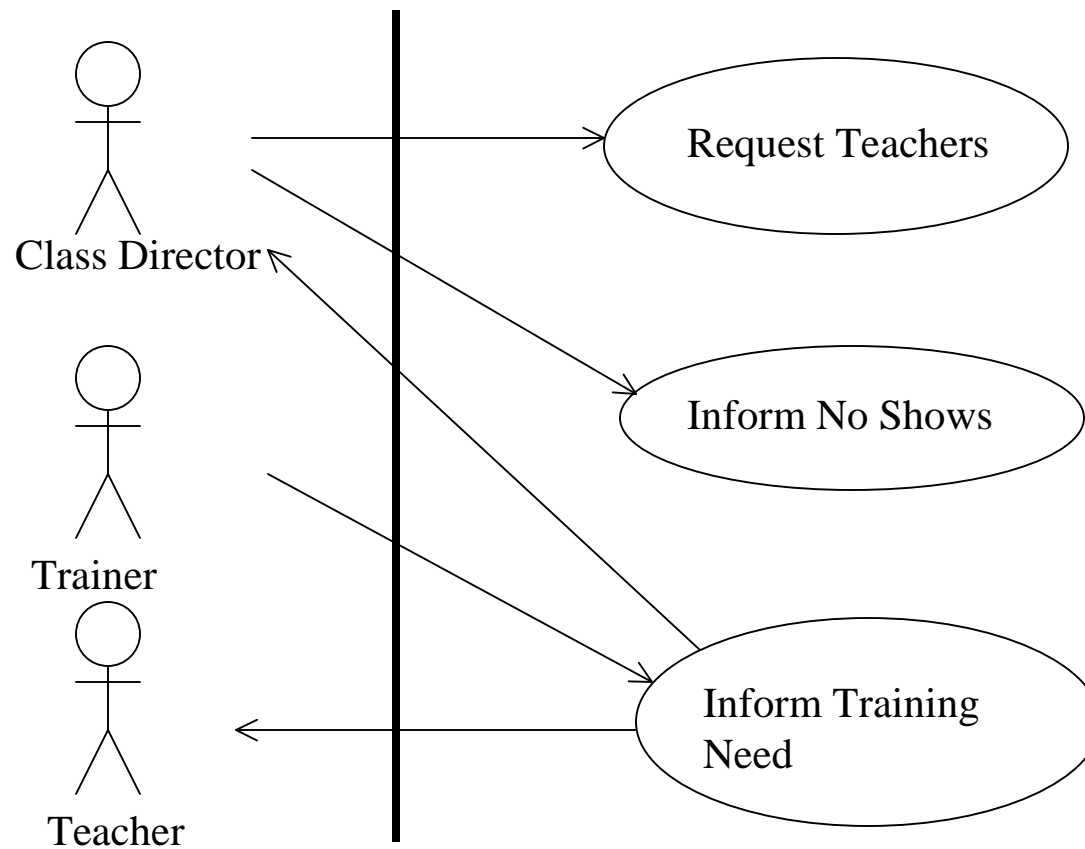 Request Teachers
Class Director
Inform No Shows
Trainer
Inform Training
Need
Teacher